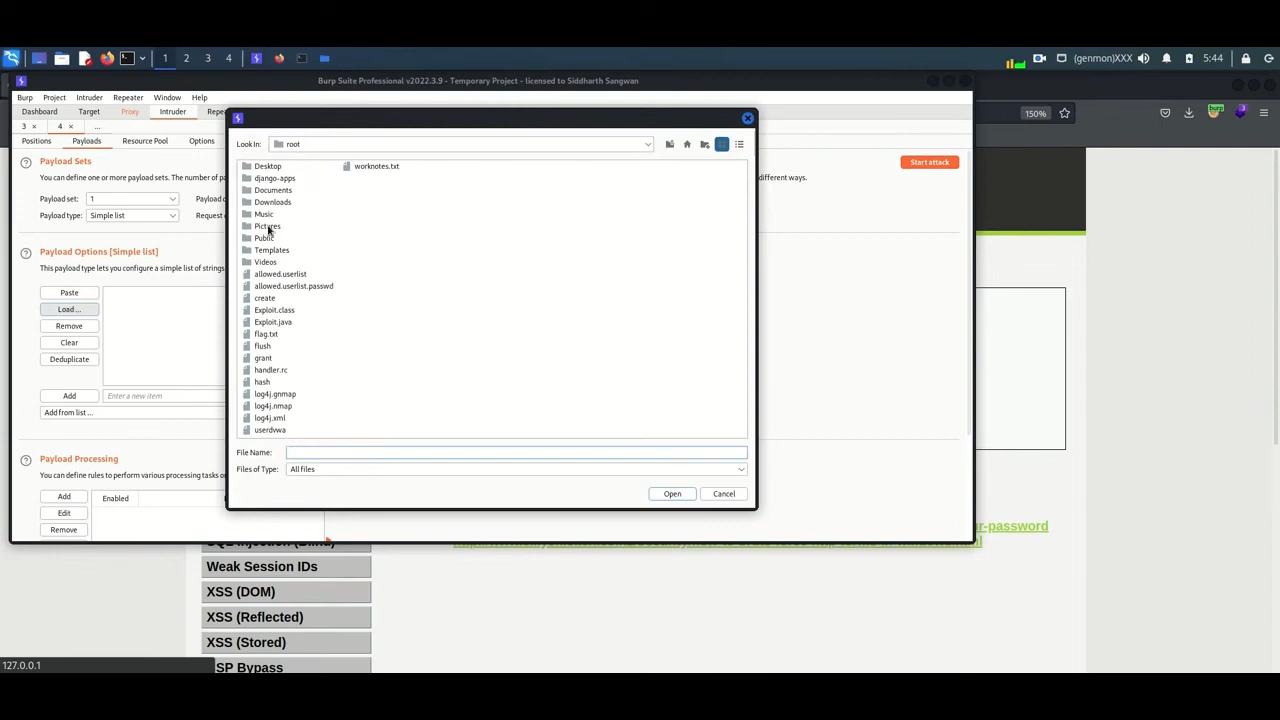 1 2 3 4 (genmon)XXX 5:44
Burp Suite Professional v2022.3.9 - Temporary Project - licensed to Siddharth Sangwan
Burp Project Intruder Repeater Window Help
Dashboard Target Proxy Intruder Repe
3 × 4 × ...
Positions Payloads Resource Pool Options
150%
Payload Sets
You can define one or more payload sets. The number of pa
different ways.
Start attack
Payload set: 1 Payload c
Payload type: Simple list Request
Payload Options [Simple list]
This payload type lets you configure a simple list of strings
Paste
Load ...
Remove
Clear
Deduplicate
Add Enter a new item
Add from list ...
Payload Processing
You can define rules to perform various processing tasks o
Add Enabled
Edit
Remove
Look In: root
Desktop
django-apps
Documents
Downloads
Music
Pictures
Public
Templates
Videos
allowed.userlist
allowed.userlist.passwd
create
Exploit.class
Exploit.java
flag.txt
flush
grant
handler.rc
hash
log4j.gnmap
log4j.nmap
log4j.xml
userdvwa
worknotes.txt
File Name:
Files of Type: All files
Open Cancel
ur-password
Weak Session IDs
XSS (DOM)
XSS (Reflected)
XSS (Stored)
SP Bypass
127.0.0.1